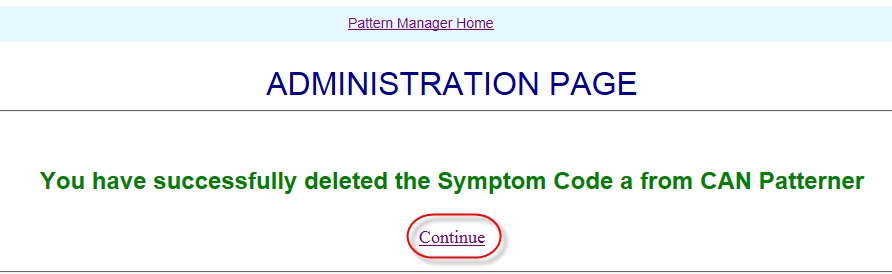 Pattern Manager Home
ADMINISTRATION PAGE
You have successfully deleted the Symptom Code a from CAN Patterner
Continue